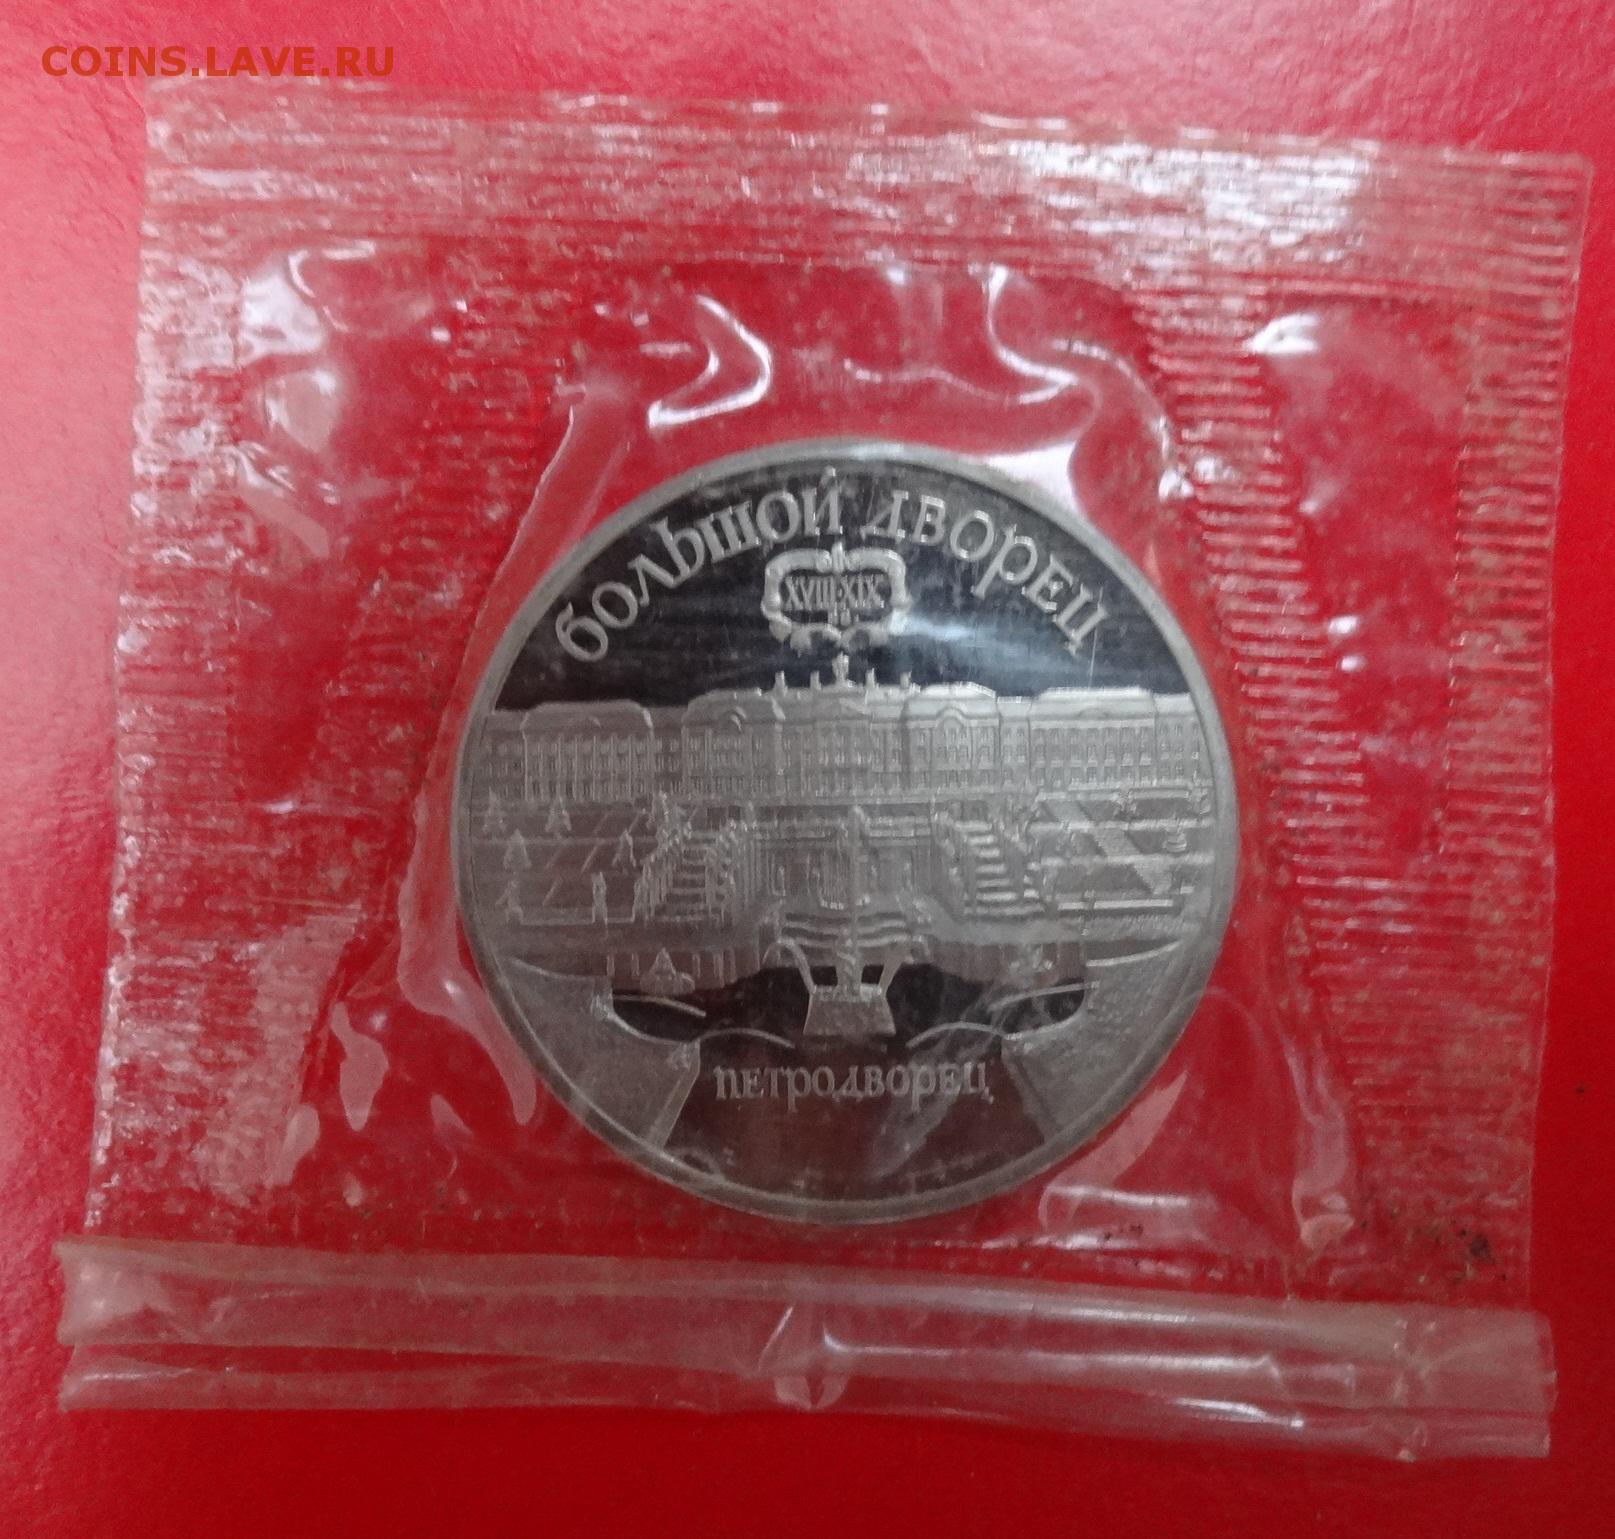 COINS.LAVE.RU
БОЛЬШОЙ ДВОРЕЦ
XVIII-XIX
ПЕТРОДВОРЕЦ